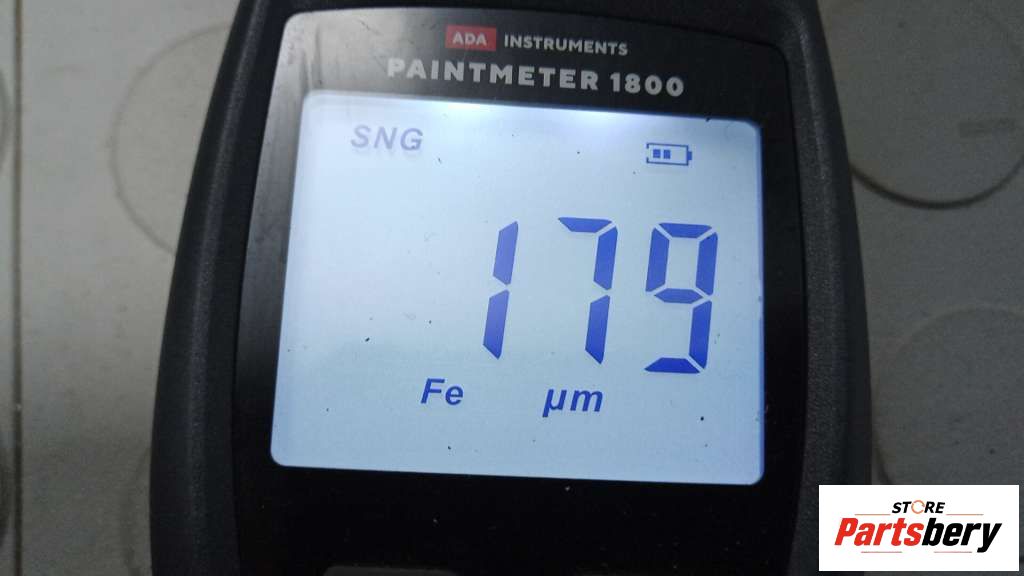 ADA INSTRUMENTS
PAINTMETER 1800
SNG
179
Fe µm
STORE
Partsbery